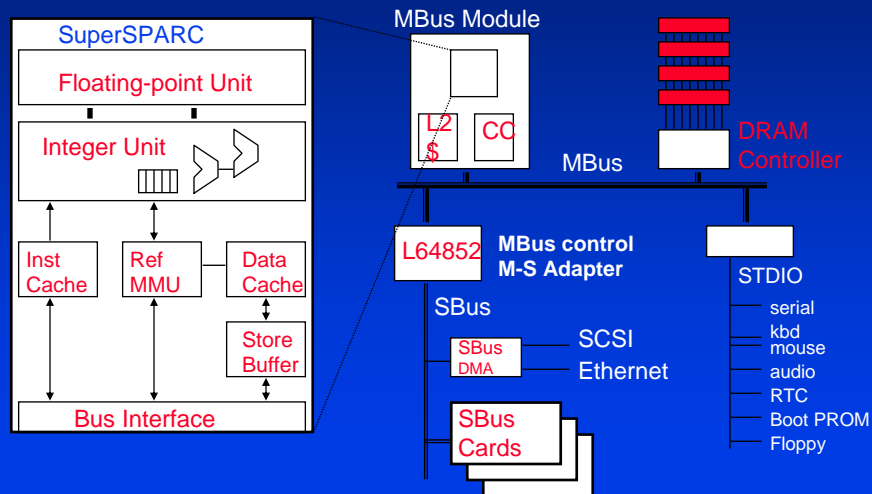 SuperSPARC
Floating-point Unit
Integer Unit
Inst
Cache
Ref
MMU
Data
Cache
Store
Buffer
Bus Interface
MBus Module
L2
$
CC
DRAM
Controller
MBus
L64852
MBus control
M-S Adapter
SBus
SBus
DMA
SCSI
Ethernet
SBus
Cards
STDIO
serial
kbd
mouse
audio
RTC
Boot PROM
Floppy